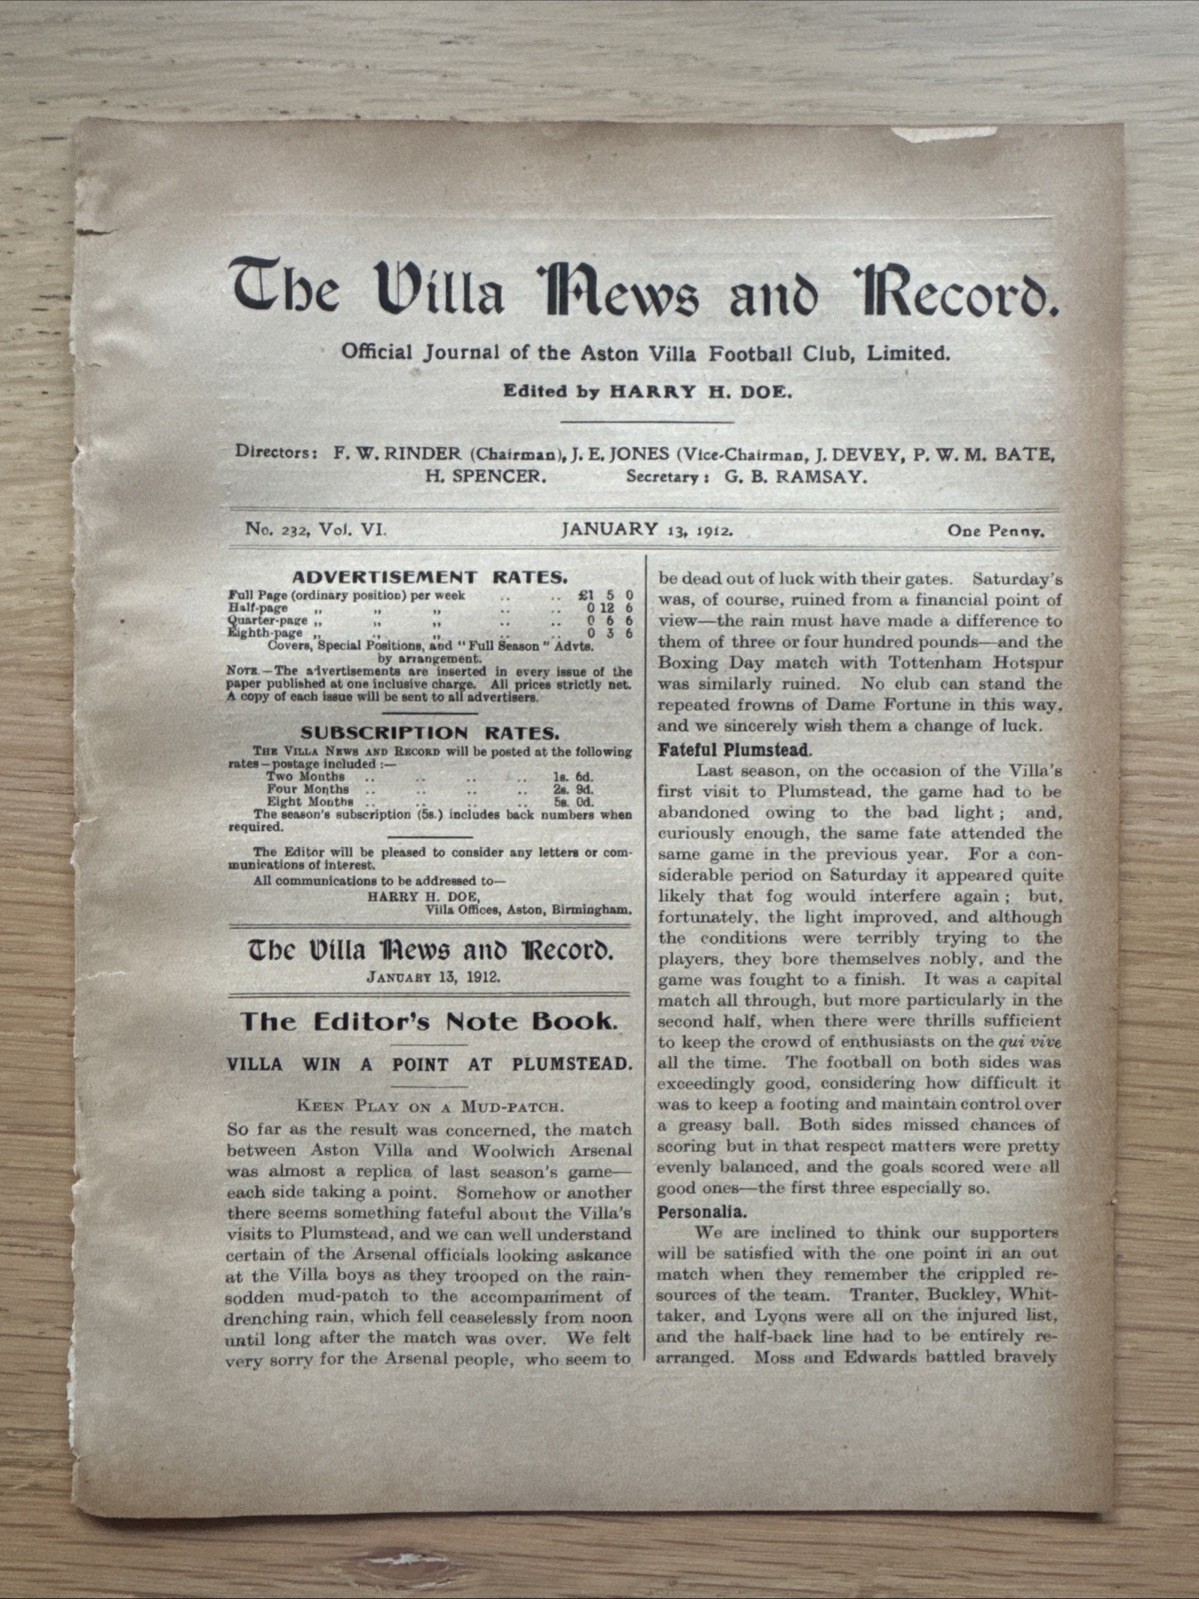 The Villa News and Record.
Official Journal of the Aston Villa Football Club, Limited.
Edited by HARRY H. DOE.
Directors: F. W. RINDER (Chairman), J. E. JONES (Vice-Chairman, J. DEVEY, P. W. M. BATE,
H. SPENCER. Secretary: G. B. RAMSAY.
No. 232, Vol. VI. JANUARY 13, 1912. One Penny.
ADVERTISEMENT RATES.
Full Page (ordinary position) per week .. .. £1 5 0
Half-page „ „ „ .. .. 0 12 6
Quarter-page „ „ „ .. .. 0 6 6
Eighth-page „ „ „ .. .. 0 3 6
Covers, Special Positions, and "Full Season" Advts.
by arrangement.
NOTE.—The advertisements are inserted in every issue of the
paper published at one inclusive charge. All prices strictly net.
A copy of each issue will be sent to all advertisers.
SUBSCRIPTION RATES.
THE VILLA NEWS AND RECORD will be posted at the following
rates—postage included :—
Two Months .. .. .. .. 1s. 6d.
Four Months .. .. .. .. 2s. 9d.
Eight Months .. .. .. .. 5s. 0d.
The season's subscription (5s.) includes back numbers when
required.
The Editor will be pleased to consider any letters or com-
munications of interest.
All communications to be addressed to—
HARRY H. DOE,
Villa Offices, Aston, Birmingham.
The Villa News and Record.
JANUARY 13, 1912.
The Editor's Note Book.
VILLA WIN A POINT AT PLUMSTEAD.
KEEN PLAY ON A MUD-PATCH.
So far as the result was concerned, the match
between Aston Villa and Woolwich Arsenal
was almost a replica of last season's game—
each side taking a point. Somehow or another
there seems something fateful about the Villa's
visits to Plumstead, and we can well understand
certain of the Arsenal officials looking askance
at the Villa boys as they trooped on the rain-
sodden mud-patch to the accompaniment of
drenching rain, which fell ceaselessly from noon
until long after the match was over. We felt
very sorry for the Arsenal people, who seem to
be dead out of luck with their gates. Saturday's
was, of course, ruined from a financial point of
view—the rain must have made a difference to
them of three or four hundred pounds—and the
Boxing Day match with Tottenham Hotspur
was similarly ruined. No club can stand the
repeated frowns of Dame Fortune in this way,
and we sincerely wish them a change of luck.
Fateful Plumstead.
Last season, on the occasion of the Villa's
first visit to Plumstead, the game had to be
abandoned owing to the bad light; and,
curiously enough, the same fate attended the
same game in the previous year. For a con-
siderable period on Saturday it appeared quite
likely that fog would interfere again; but,
fortunately, the light improved, and although
the conditions were terribly trying to the
players, they bore themselves nobly, and the
game was fought to a finish. It was a capital
match all through, but more particularly in the
second half, when there were thrills sufficient
to keep the crowd of enthusiasts on the qui vive
all the time. The football on both sides was
exceedingly good, considering how difficult it
was to keep a footing and maintain control over
a greasy ball. Both sides missed chances of
scoring but in that respect matters were pretty
evenly balanced, and the goals scored were all
good ones—the first three especially so.
Personalia.
We are inclined to think our supporters
will be satisfied with the one point in an out
match when they remember the crippled re-
sources of the team. Tranter, Buckley, Whit-
taker, and Lyons were all on the injured list,
and the half-back line had to be entirely re-
arranged. Moss and Edwards battled bravely